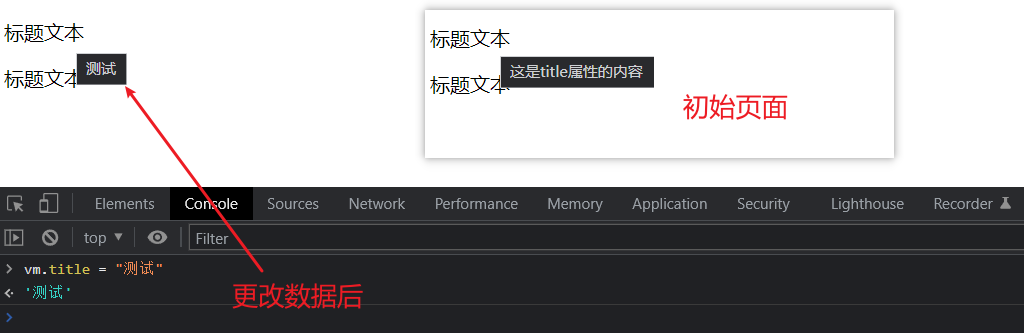 标题文本
标题文本
测试
标题文本
标题文本
这是title属性的内容
初始页面
Elements
Console
Sources
Network
Performance
Memory
Application
Security
Lighthouse
Recorder
top
Filter
vm.title = "测试"
'测试'
更改数据后